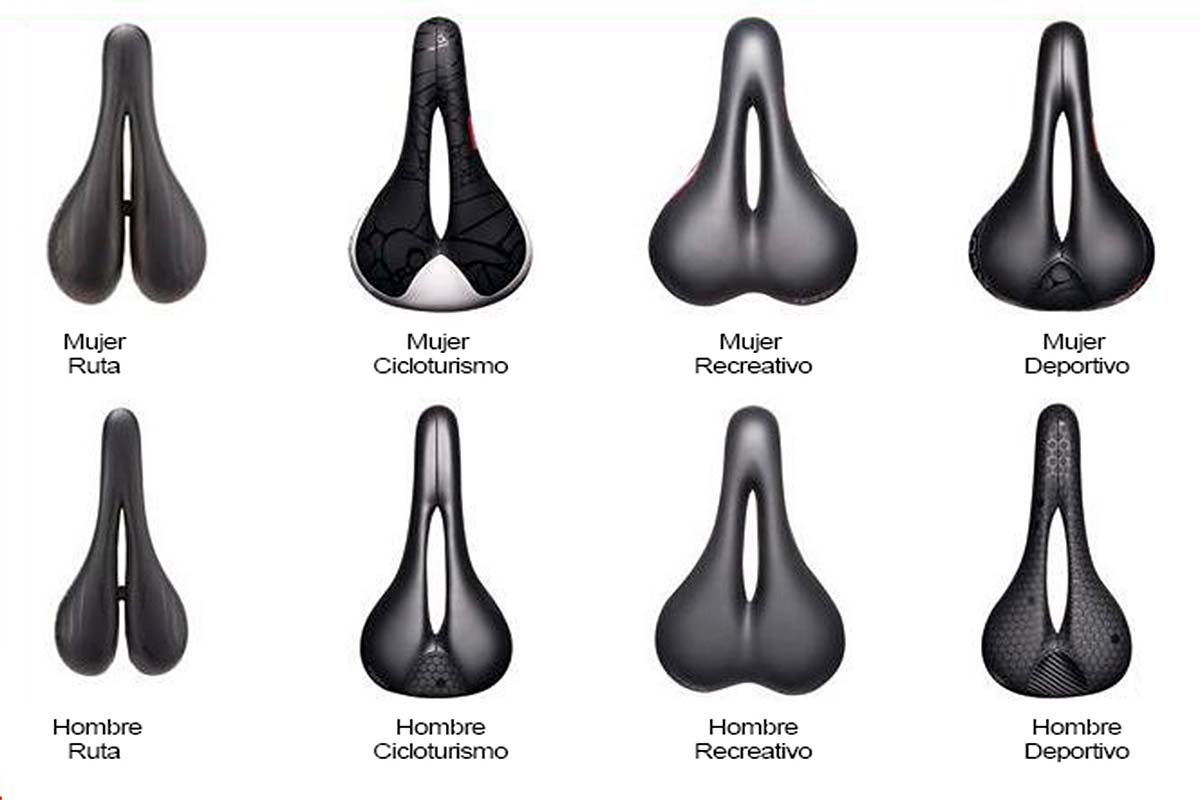 Mujer
Ruta
Mujer
Cicloturismo
Mujer
Recreativo
Mujer
Deportivo
Hombre
Ruta
Hombre
Cicloturismo
Hombre
Recreativo
Hombre
Deportivo